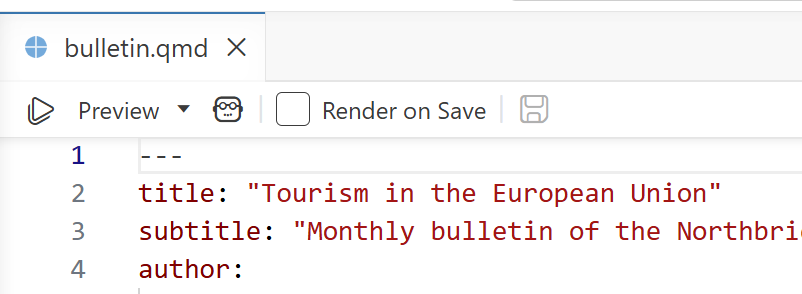 bulletin.qmd
Preview Render on Save
1 ---
2 title: "Tourism in the European Union"
3 subtitle: "Monthly bulletin of the
4 author: